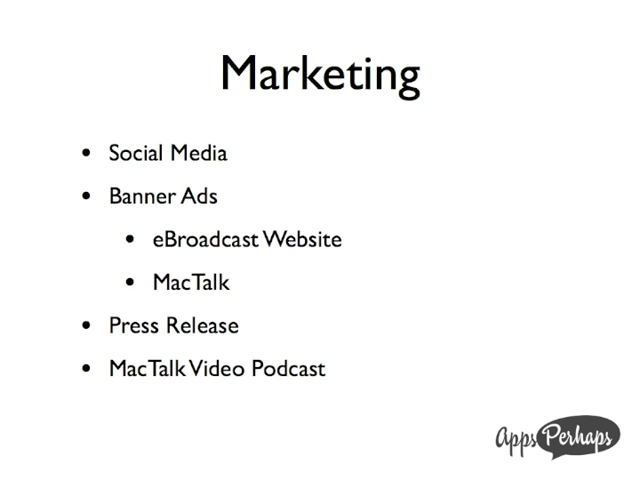 Marketing
• Social Media
• Banner Ads
• eBroadcast Website
• MacTalk
• Press Release
• MacTalk Video Podcast
Apps Perhaps